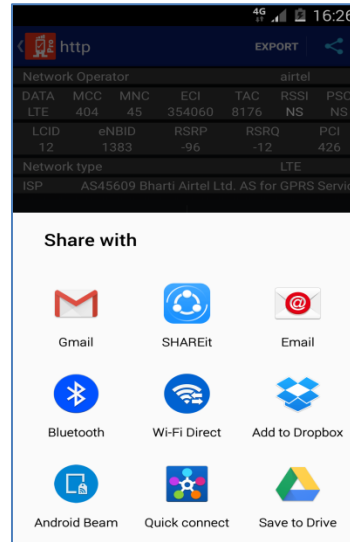 4G 16:26
Pro http EXPORT
Network Operator airtel
DATA MCC MNC ECI TAC RSSI PSC
LTE 404 45 354060 8176 NS NS
LCID eNBID RSRP RSRQ PCI
12 1383 -96 -12 426
Network type LTE
ISP AS45609 Bharti Airtel Ltd. AS for GPRS Servic
Share with
Gmail SHAREit Email
Bluetooth Wi-Fi Direct Add to Dropbox
Android Beam Quick connect Save to Drive